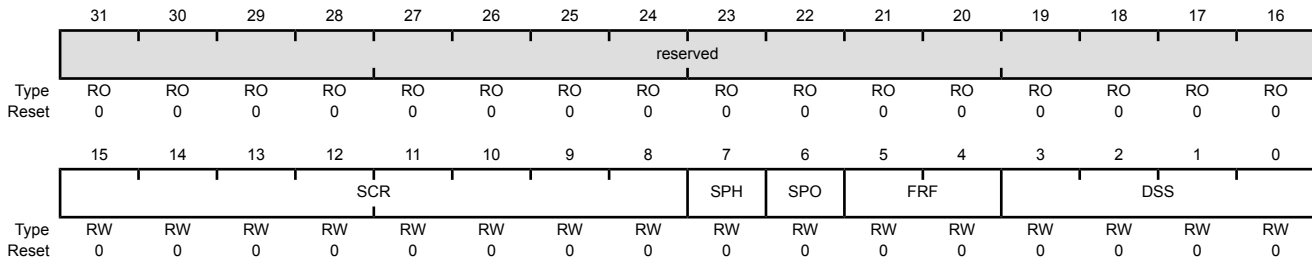 31 30 29 28 27 26 25 24 23 22 21 20 19 18 17 16
reserved
Type RO RO RO RO RO RO RO RO RO RO RO RO RO RO RO RO
Reset 0 0 0 0 0 0 0 0 0 0 0 0 0 0 0 0
15 14 13 12 11 10 9 8 7 6 5 4 3 2 1 0
SCR SPH SPO FRF DSS
Type RW RW RW RW RW RW RW RW RW RW RW RW RW RW RW RW
Reset 0 0 0 0 0 0 0 0 0 0 0 0 0 0 0 0